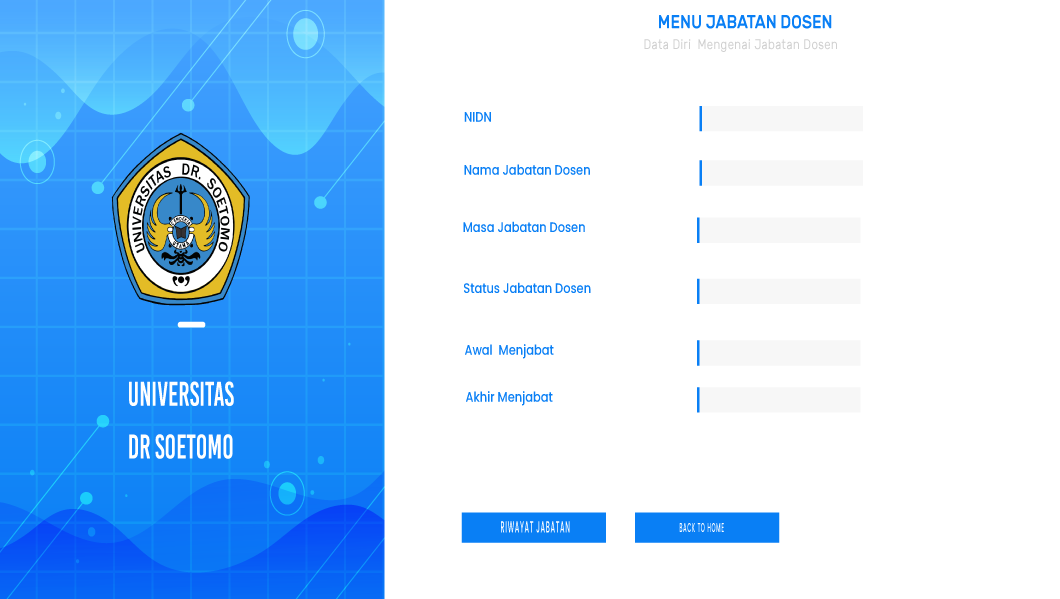 UNIVERSITAS DR. SOETOMO
UNIVERSITAS
DR SOETOMO
MENU JABATAN DOSEN
Data Diri Mengenai Jabatan Dosen
NIDN
Nama Jabatan Dosen
Masa Jabatan Dosen
Status Jabatan Dosen
Awal Menjabat
Akhir Menjabat
RIWAYAT JABATAN
BACK TO HOME